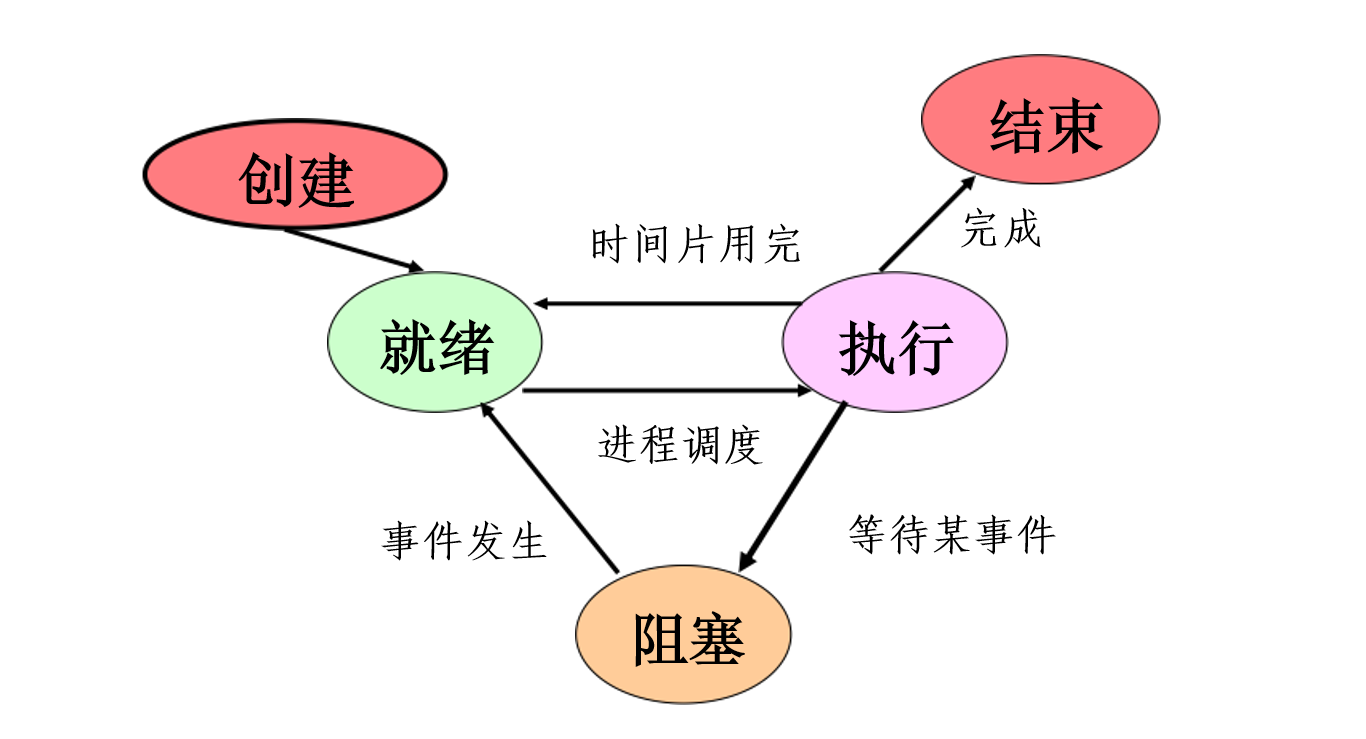 结束
创建
完成
时间片用完
就绪
执行
进程调度
事件发生
等待某事件
阻塞